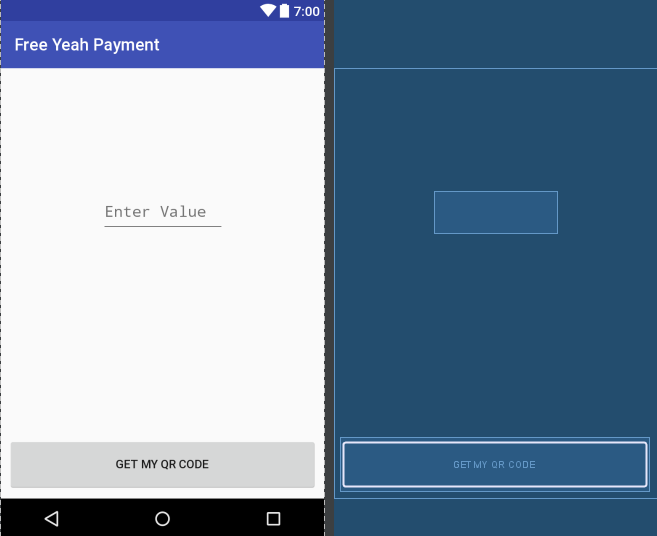 7:00
Free Yeah Payment
Enter Value
GET MY QR CODE
GET MY QR CODE